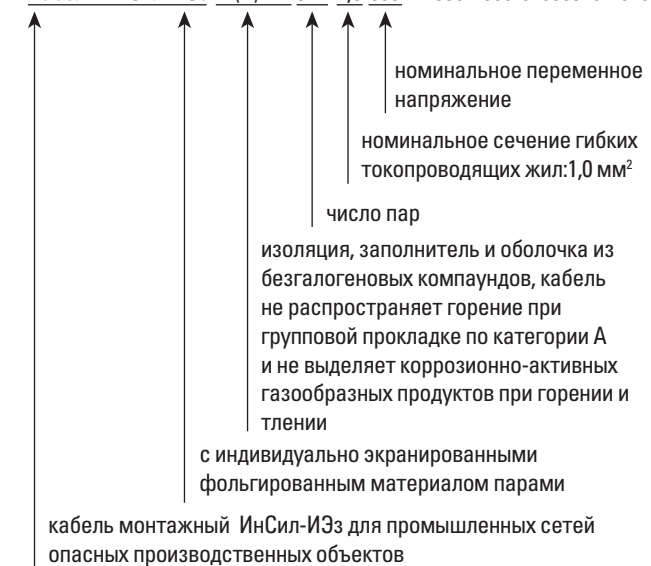 номинальное переменное
напряжение
номинальное сечение гибких
токопроводящих жил:1,0 мм²
число пар
изоляция, заполнитель и оболочка из
безгалогеновых компаундов, кабель
не распространяет горение при
групповой прокладке по категории А
и не выделяет коррозионно-активных
газообразных продуктов при горении и
тлении
с индивидуально экранированными
фольгированным материалом парами
кабель монтажный ИнСил-ИЭз для промышленных сетей
опасных производственных объектов